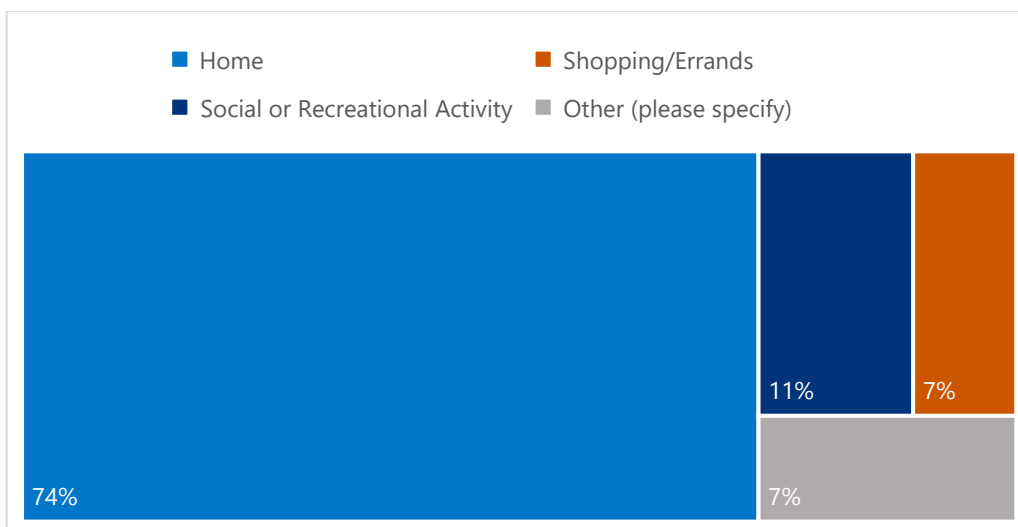 Home
Shopping/Errands
Social or Recreational Activity
Other (please specify)
11%
7%
74%
7%